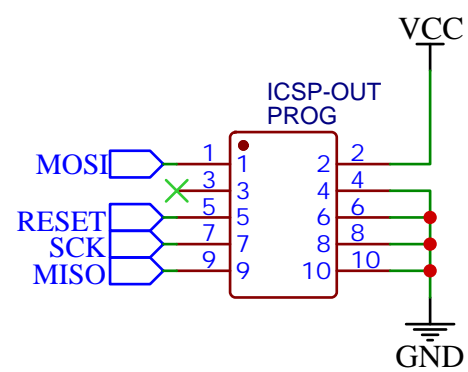 VCC
ICSP-OUT
PROG
MOSI 1 1 2 2
3 3 4 4
RESET 5 5 6 6
SCK 7 7 8 8
MISO 9 9 10 10
GND